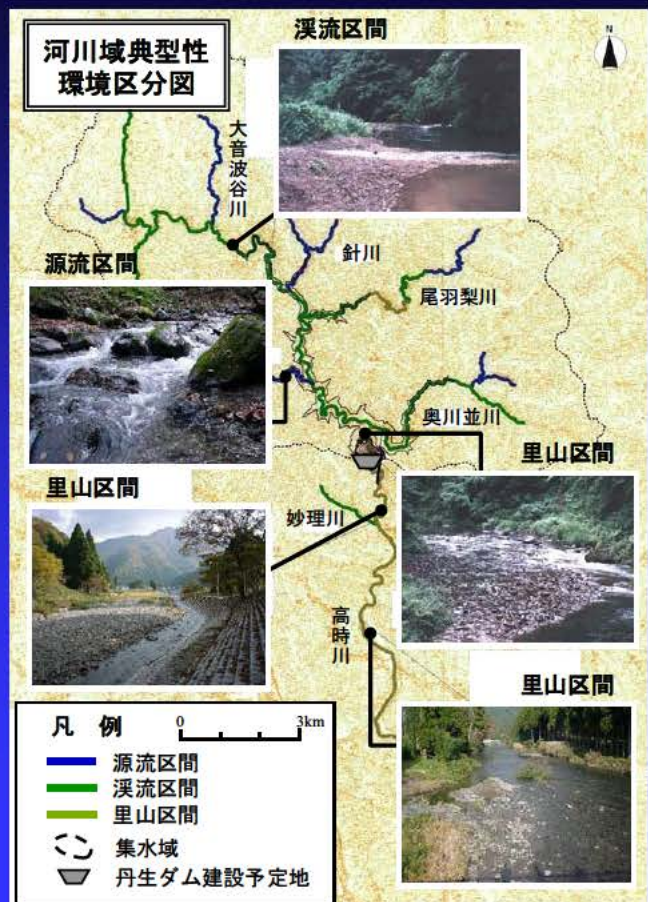 河川域典型性
環境区分図
渓流区間
N
大音波谷川
針川
源流区間
尾羽梨川
奥川並川
里山区間
里山区間
妙理川
高時川
里山区間
凡 例
0 3km
源流区間
渓流区間
里山区間
集水域
丹生ダム建設予定地